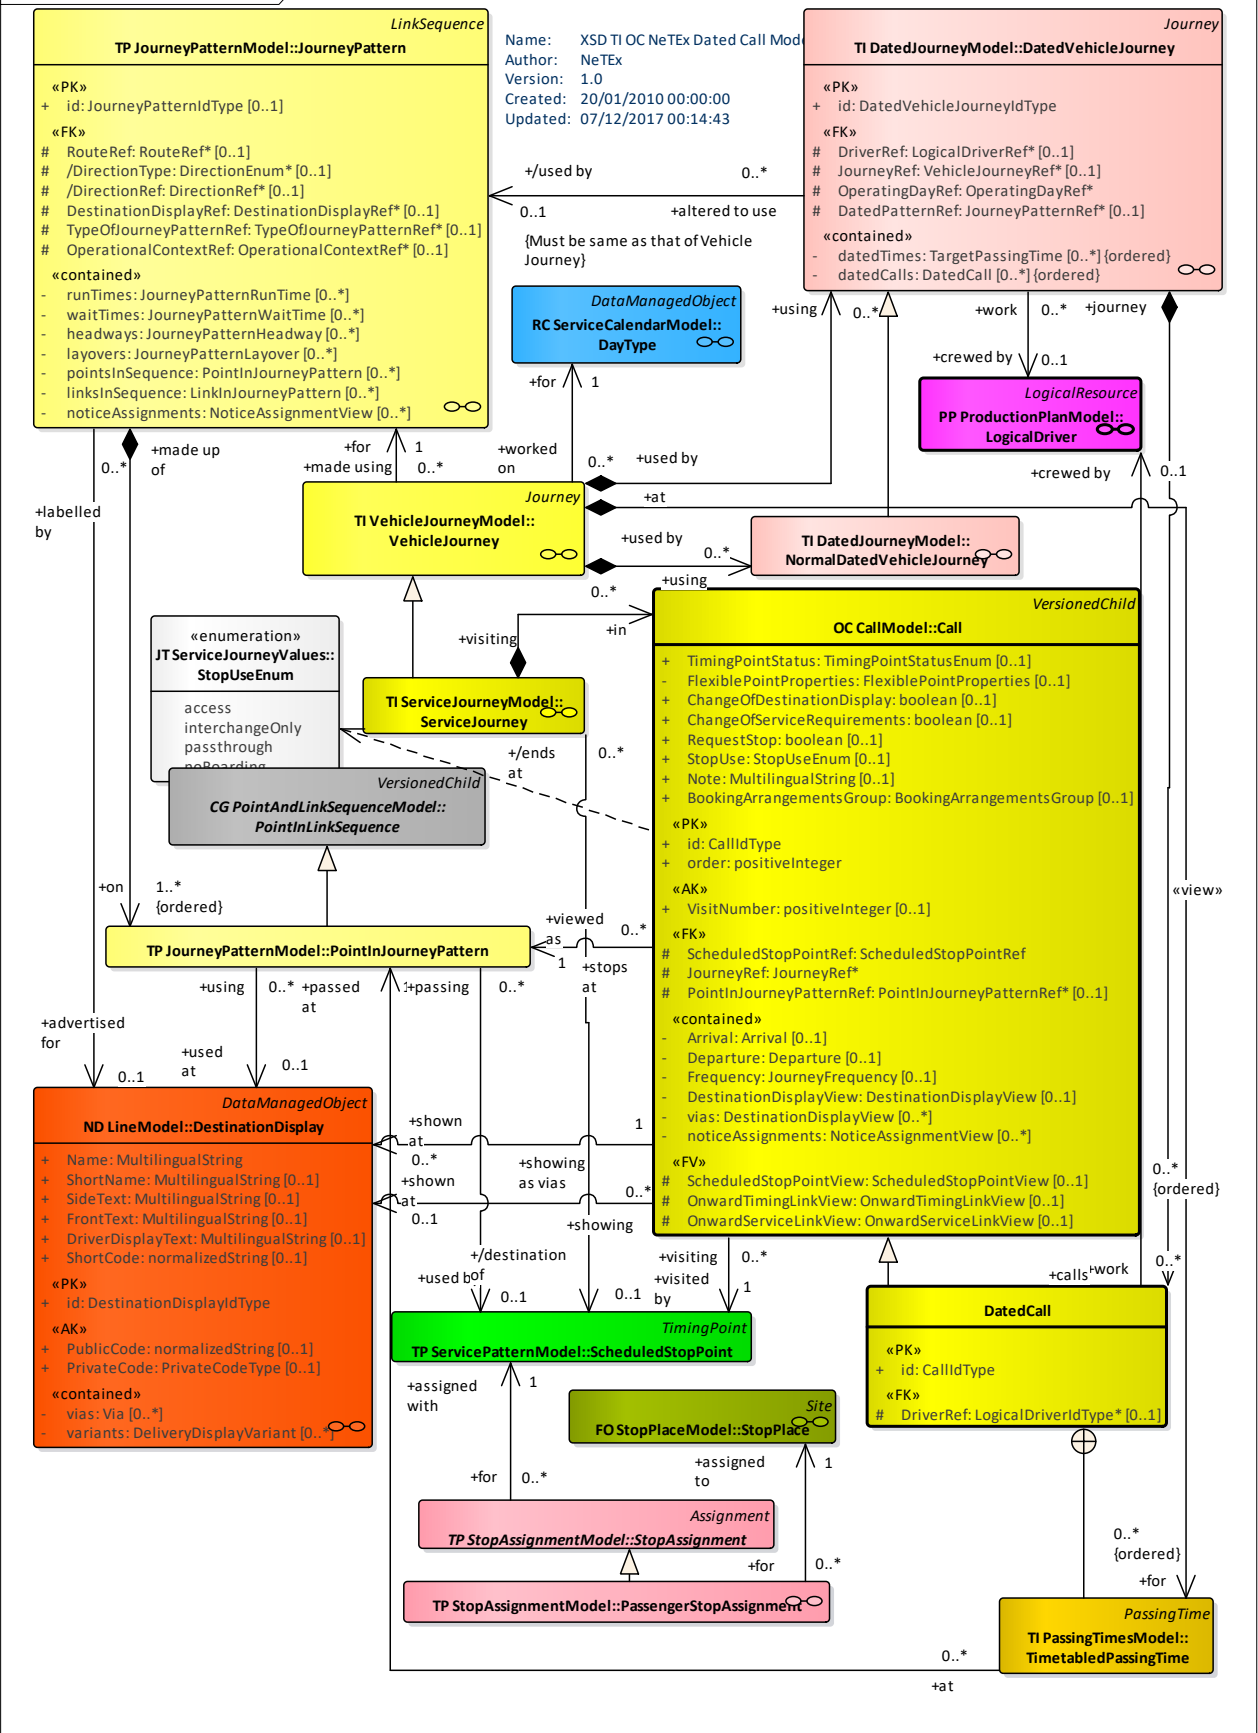 LinkSequence
TP JourneyPatternModel::JourneyPattern
«PK»
+ id: JourneyPatternIdType [0..1]
«FK»
# RouteRef: RouteRef* [0..1]
# /DirectionType: DirectionEnum* [0..1]
# /DirectionRef: DirectionRef* [0..1]
# DestinationDisplayRef: DestinationDisplayRef* [0..1]
# TypeOfJourneyPatternRef: TypeOfJourneyPatternRef* [0..1]
# OperationalContextRef: OperationalContextRef* [0..1]
«contained»
- runTimes: JourneyPatternRunTime [0..*]
- waitTimes: JourneyPatternWaitTime [0..*]
- headways: JourneyPatternHeadway [0..*]
- layovers: JourneyPatternLayover [0..*]
- pointsInSequence: PointInJourneyPattern [0..*]
- linksInSequence: LinkInJourneyPattern [0..*]
- noticeAssignments: NoticeAssignmentView [0..*]
Name: XSD TI OC NeTEx Dated Call Mode
Author: NeTEx
Version: 1.0
Created: 20/01/2010 00:00:00
Updated: 07/12/2017 00:14:43
Journey
TI DatedJourneyModel::DatedVehicleJourney
«PK»
+ id: DatedVehicleJourneyIdType
«FK»
# DriverRef: LogicalDriverRef* [0..1]
# JourneyRef: VehicleJourneyRef* [0..1]
# OperatingDayRef: OperatingDayRef*
# DatedPatternRef: JourneyPatternRef* [0..1]
«contained»
- datedTimes: TargetPassingTime [0..*] {ordered}
- datedCalls: DatedCall [0..*] {ordered}
+/used by
0..*
0..1
+altered to use
{Must be same as that of Vehicle
Journey}
DataManagedObject
RC ServiceCalendarModel::
DayType
+using
0..*
+work
0..*
+journey
+for
1
+crewed by
0..1
LogicalResource
PP ProductionPlanModel::
LogicalDriver
+made up
of
0..*
+for
1
+made using
0..*
+worked
on
0..*
+used by
+crewed by
0..1
+labelled
by
Journey
TI VehicleJourneyModel::
VehicleJourney
+at
+used by
0..*
0..*
+using
TI DatedJourneyModel::
NormalDatedVehicleJourney
«enumeration»
JT ServiceJourneyValues::
StopUseEnum
access
interchangeOnly
passthrough
noBoarding
+visiting
+in
TI ServiceJourneyModel::
ServiceJourney
+/ends
at
0..*
VersionedChild
OC CallModel::Call
+ TimingPointStatus: TimingPointStatusEnum [0..1]
- FlexiblePointProperties: FlexiblePointProperties [0..1]
+ ChangeOfDestinationDisplay: boolean [0..1]
+ ChangeOfServiceRequirements: boolean [0..1]
+ RequestStop: boolean [0..1]
+ StopUse: StopUseEnum [0..1]
+ Note: MultilingualString [0..1]
+ BookingArrangementsGroup: BookingArrangementsGroup [0..1]
«PK»
+ id: CallIdType
+ order: positiveInteger
«AK»
+ VisitNumber: positiveInteger [0..1]
«FK»
# ScheduledStopPointRef: ScheduledStopPointRef
# JourneyRef: JourneyRef*
# PointInJourneyPatternRef: PointInJourneyPatternRef* [0..1]
«contained»
- Arrival: Arrival [0..1]
- Departure: Departure [0..1]
- Frequency: JourneyFrequency [0..1]
- DestinationDisplayView: DestinationDisplayView [0..1]
- vias: DestinationDisplayView [0..*]
- noticeAssignments: NoticeAssignmentView [0..*]
«FV»
# ScheduledStopPointView: ScheduledStopPointView [0..1]
# OnwardTimingLinkView: OnwardTimingLinkView [0..1]
# OnwardServiceLinkView: OnwardServiceLinkView [0..1]
VersionedChild
CG PointAndLinkSequenceModel::
PointInLinkSequence
+on
1..*
{ordered}
«view»
+viewed
as
0..*
1
TP JourneyPatternModel::PointInJourneyPattern
+stops
at
+using
0..*
+passed
at
+passing
0..*
+advertised
for
+used
at
0..1
0..1
DataManagedObject
ND LineModel::DestinationDisplay
+ Name: MultilingualString
+ ShortName: MultilingualString [0..1]
+ SideText: MultilingualString [0..1]
+ FrontText: MultilingualString [0..1]
+ DriverDisplayText: MultilingualString [0..1]
+ ShortCode: normalizedString [0..1]
«PK»
+ id: DestinationDisplayIdType
«AK»
+ PublicCode: normalizedString [0..1]
+ PrivateCode: PrivateCodeType [0..1]
«contained»
- vias: Via [0..*]
- variants: DeliveryDisplayVariant [0..*]
+shown
at
0..*
1
+showing
as vias
+shown
at
0..1
0..*
+showing
0..*
{ordered}
+/destination
of
+used by
0..1
0..1
+visiting
0..*
+visited
by
1
+calls
+work
0..*
TimingPoint
TP ServicePatternModel::ScheduledStopPoint
DatedCall
«PK»
+ id: CallIdType
«FK»
# DriverRef: LogicalDriverIdType* [0..1]
+assigned
with
1
Site
FO StopPlaceModel::StopPlace
+for
0..*
+assigned
to
1
Assignment
TP StopAssignmentModel::StopAssignment
+for
0..*
TP StopAssignmentModel::PassengerStopAssignment
0..*
{ordered}
+for
PassingTime
TI PassingTimesModel::
TimetabledPassingTime
0..*
+at